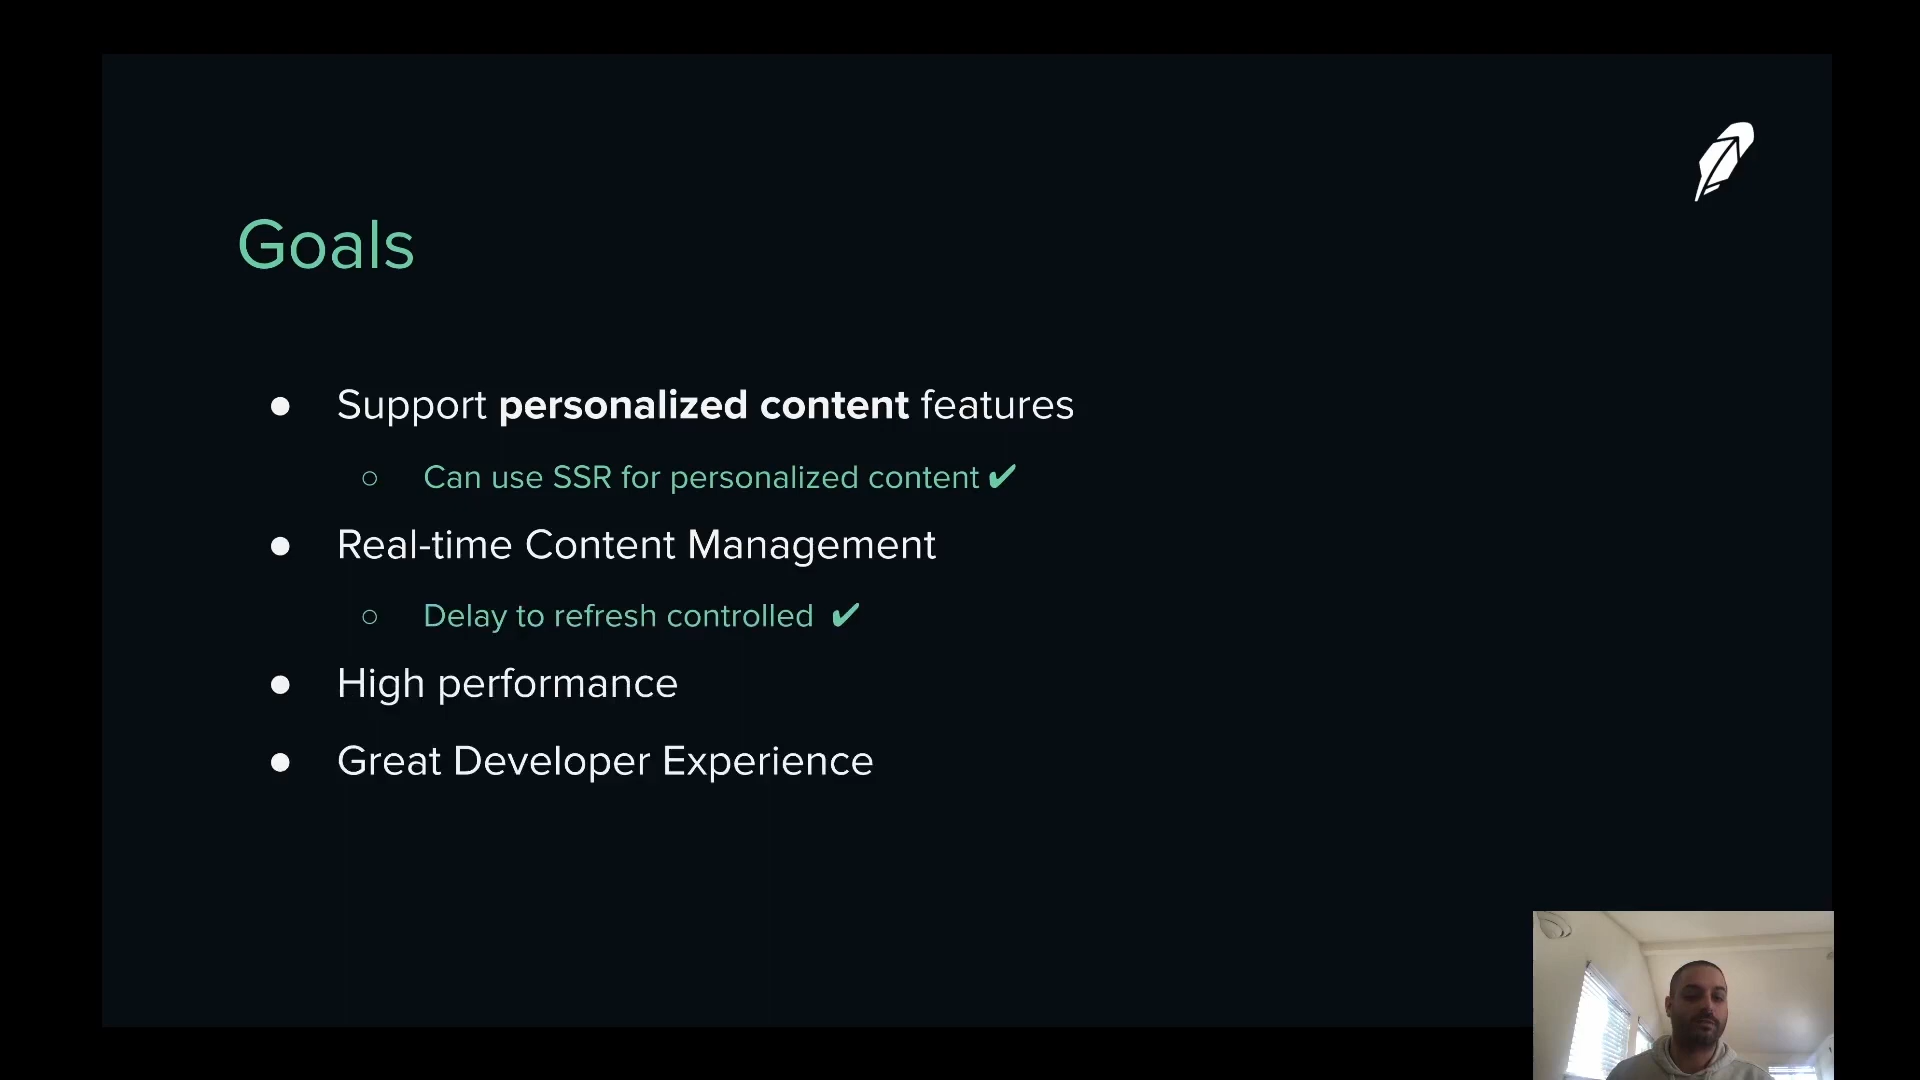 Goals
● Support personalized content features
○ Can use SSR for personalized content ✔
● Real-time Content Management
○ Delay to refresh controlled ✔
● High performance
● Great Developer Experience